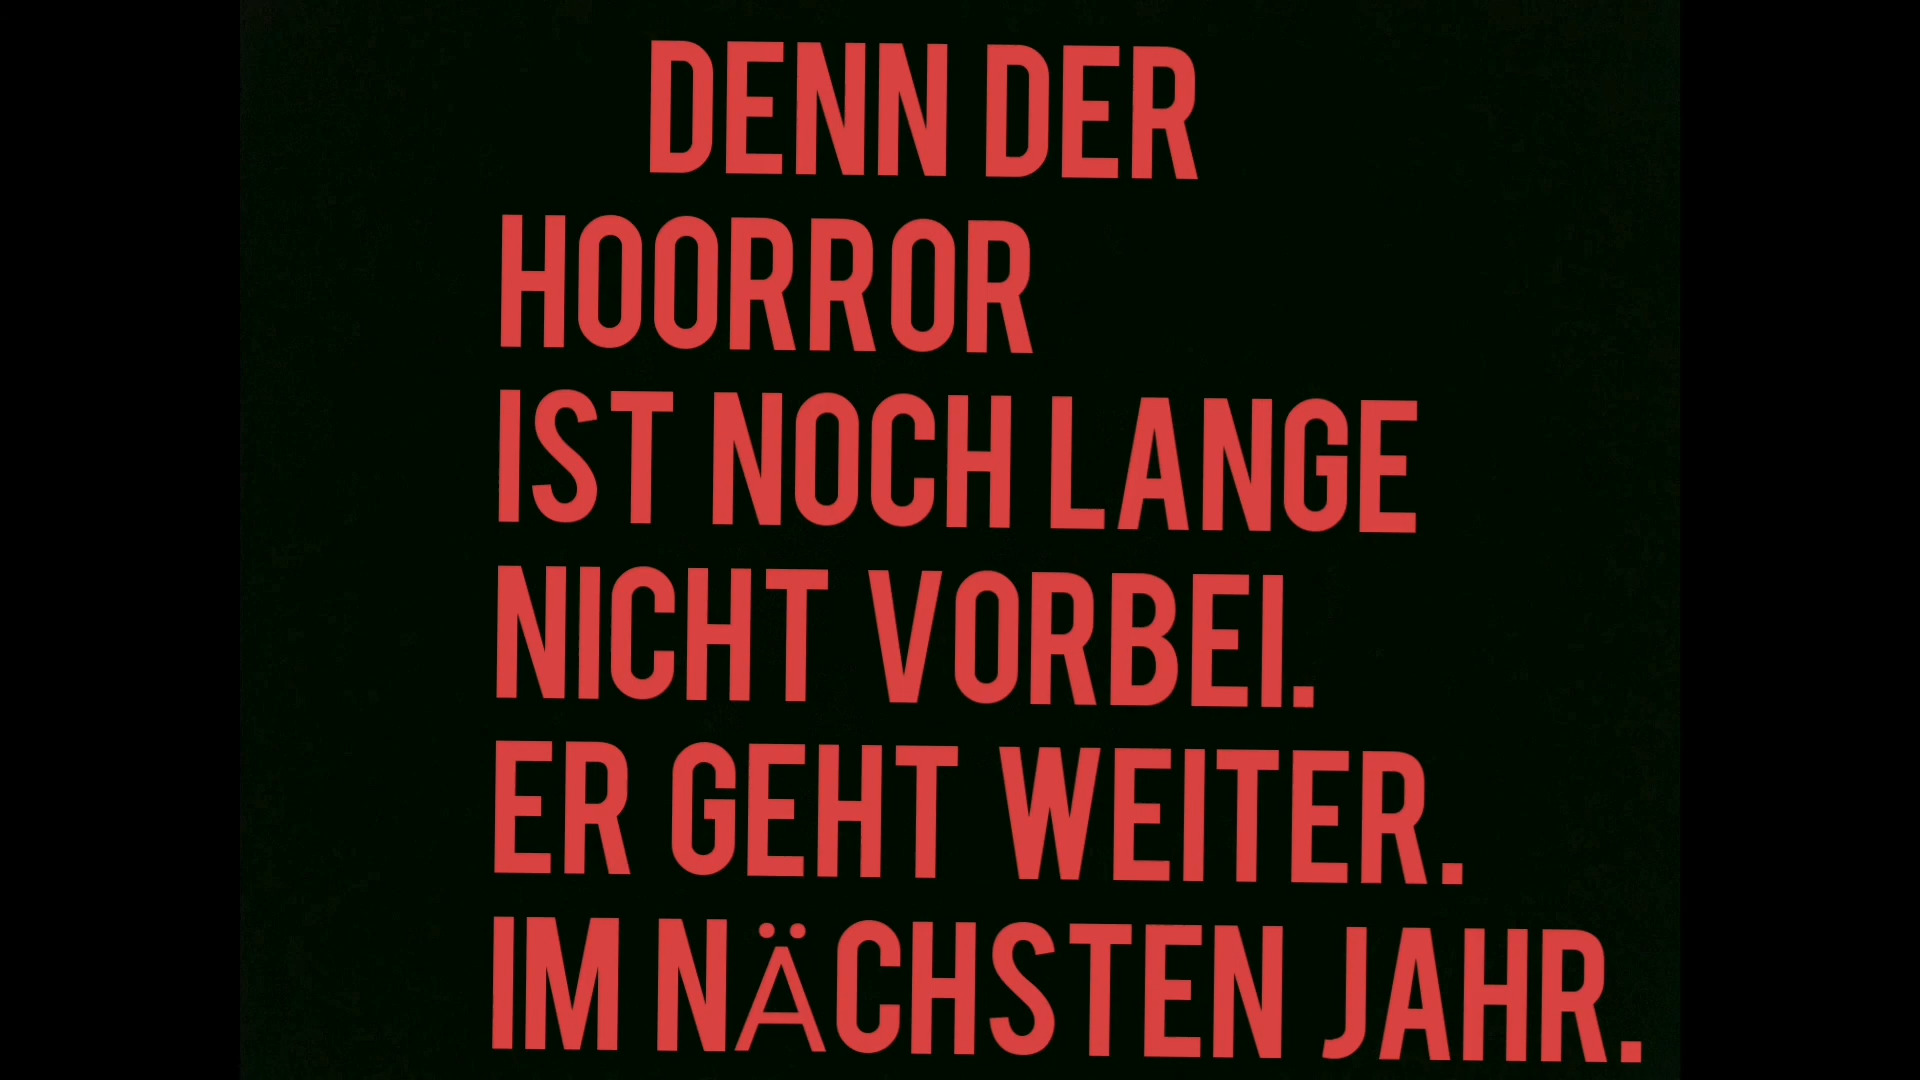 DENN DER
HOORROR
IST NOCH LANGE
NICHT VORBEI.
ER GEHT WEITER.
IM NÄCHSTEN JAHR.